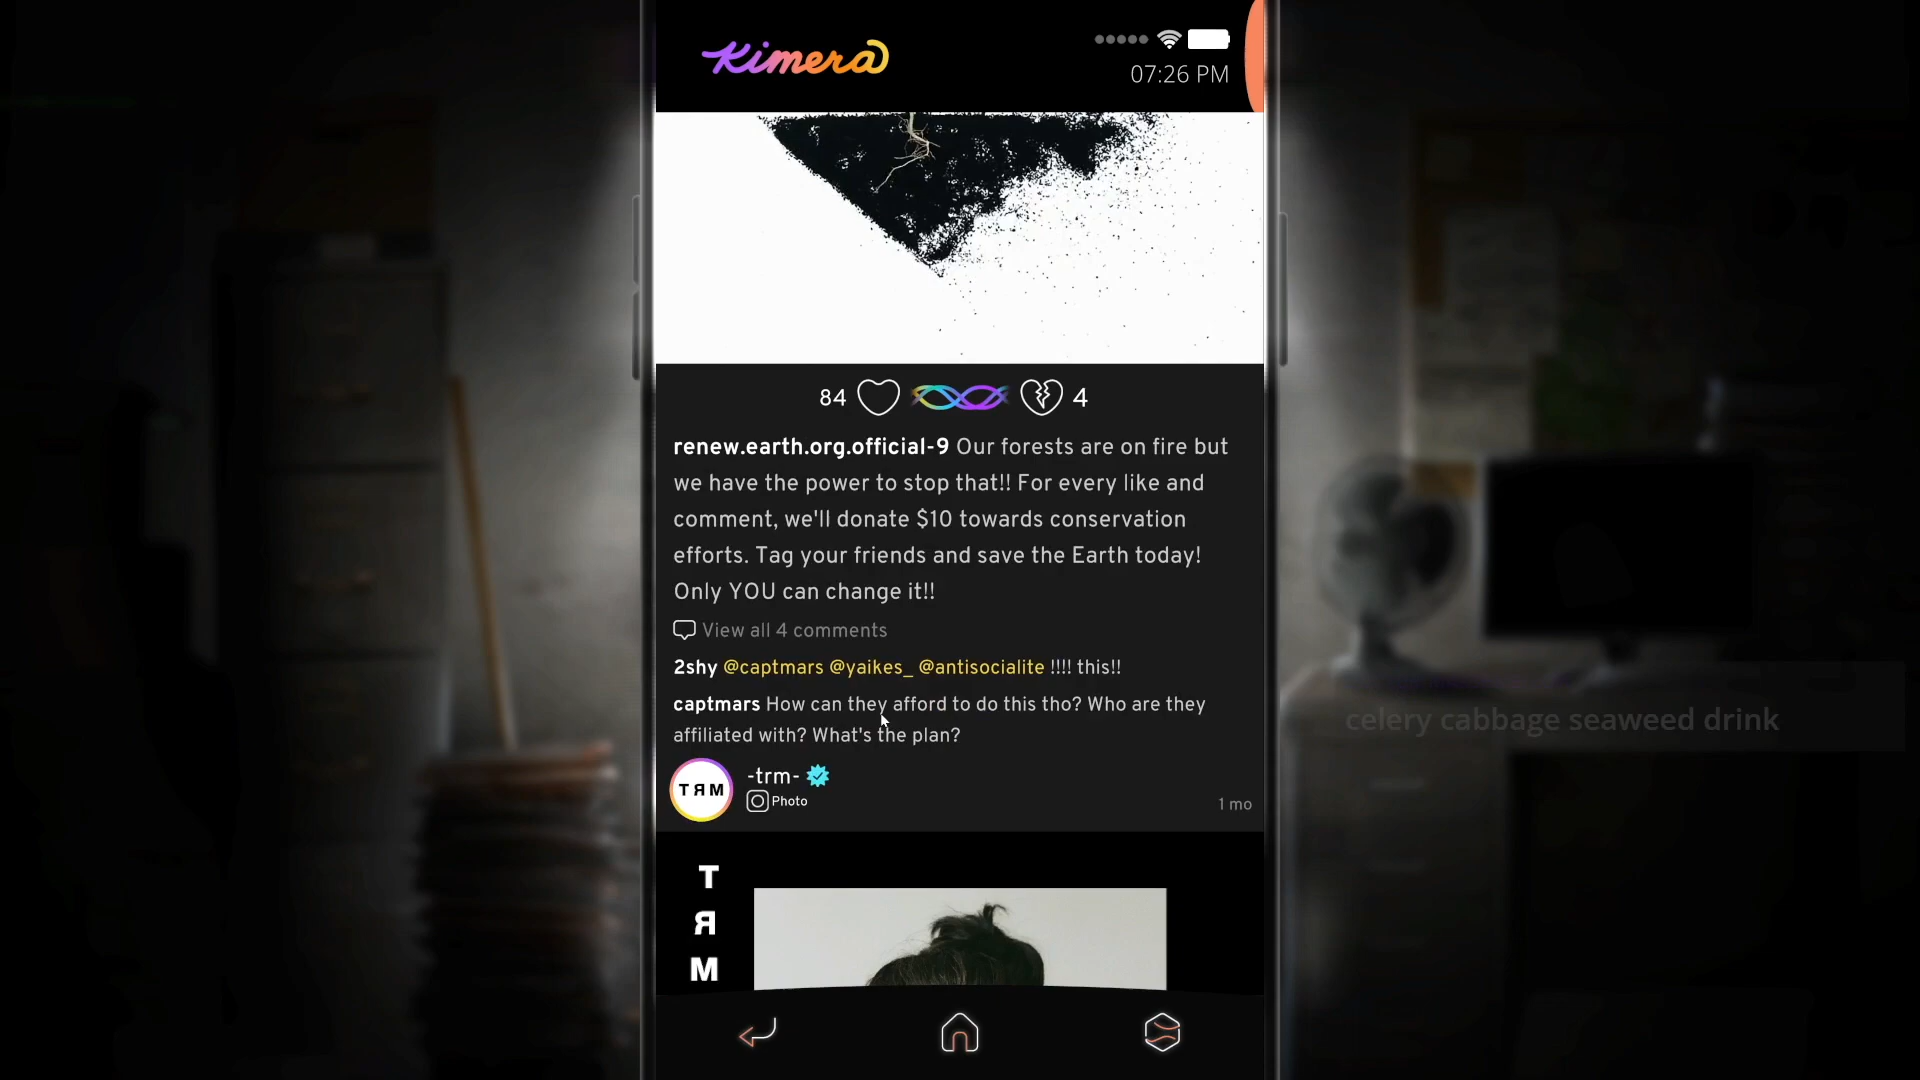 Kimera
07:26 PM
84
4
renew.earth.org.official-9 Our forests are on fire but
we have the power to stop that!! For every like and
comment, we'll donate $10 towards conservation
efforts. Tag your friends and save the Earth today!
Only YOU can change it!!
View all 4 comments
2shy @captmars @yaikes_ @antisocialite !!!! this!!
captmars How can they afford to do this tho? Who are they
affiliated with? What's the plan?
celery cabbage seaweed drink
TЯM
-trm-
Photo
1 mo
T
Я
M